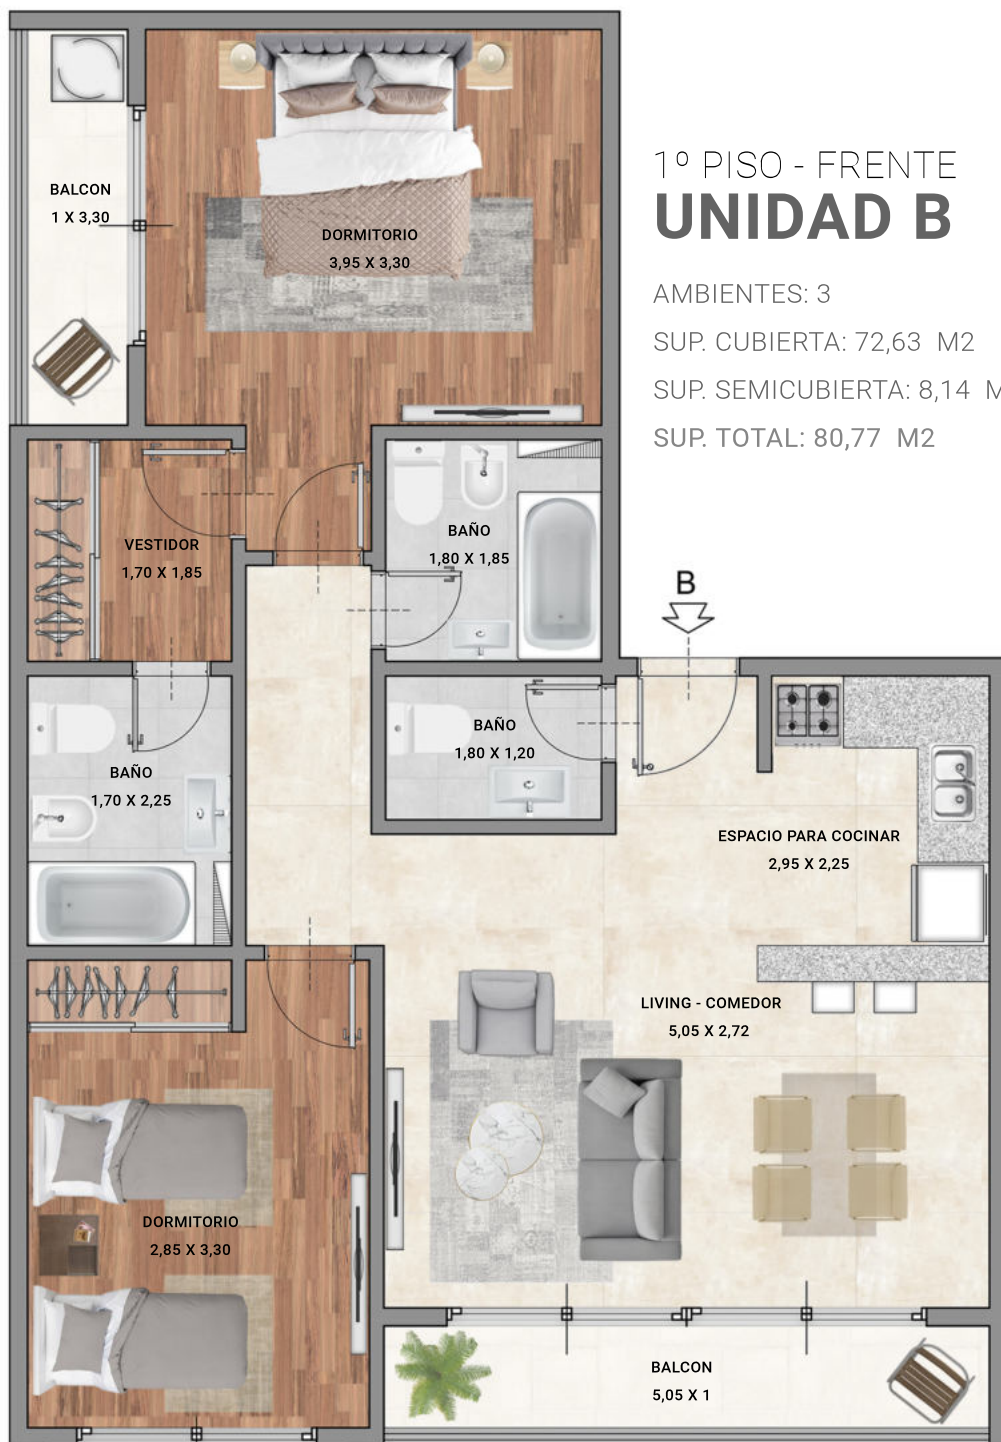 1º PISO - FRENTE
UNIDAD B
AMBIENTES: 3
SUP. CUBIERTA: 72,63 M2
SUP. SEMICUBIERTA: 8,14 M
SUP. TOTAL: 80,77 M2
BALCON
1 X 3,30
DORMITORIO
3,95 X 3,30
VESTIDOR
1,70 X 1,85
BAÑO
1,80 X 1,85
B
BAÑO
1,80 X 1,20
BAÑO
1,70 X 2,25
ESPACIO PARA COCINAR
2,95 X 2,25
LIVING - COMEDOR
5,05 X 2,72
DORMITORIO
2,85 X 3,30
BALCON
5,05 X 1